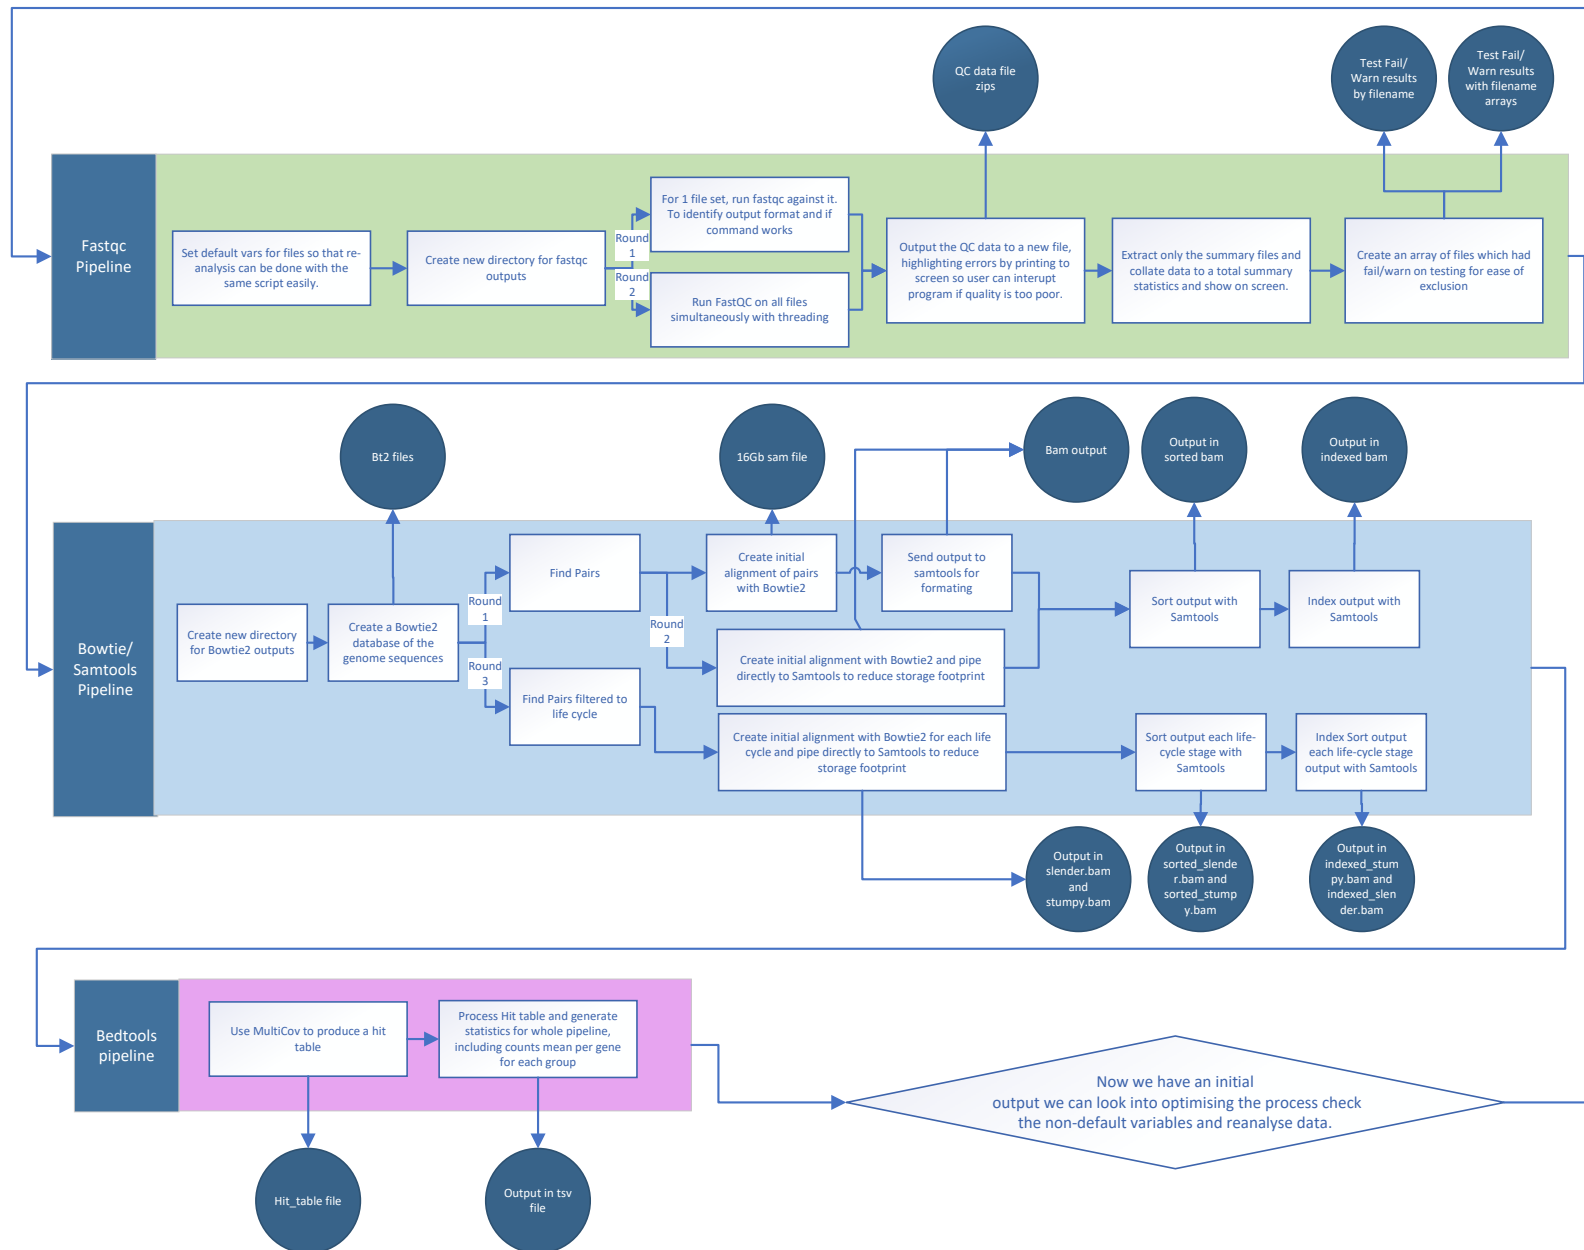 QC data file
zips
Test Fail/
Warn results
by filename
Test Fail/
Warn results
with filename
arrays
Fastqc
Pipeline
Set default vars for files so that re-
analysis can be done with the
same script easily.
Create new directory for fastqc
outputs
Round
1
Round
2
For 1 file set, run fastqc against it.
To identify output format and if
command works
Run FastQC on all files
simultaneously with threading
Output the QC data to a new file,
highlighting errors by printing to
screen so user can interupt
program if quality is too poor.
Extract only the summary files and
collate data to a total summary
statistics and show on screen.
Create an array of files which had
fail/warn on testing for ease of
exclusion
Bt2 files
16Gb sam file
Bam output
Output in
sorted bam
Output in
indexed bam
Bowtie/
Samtools
Pipeline
Create new directory
for Bowtie2 outputs
Create a Bowtie2
database of the
genome sequences
Round
1
Round
3
Find Pairs
Find Pairs filtered to
life cycle
Round
2
Create initial
alignment of pairs
with Bowtie2
Send output to
samtools for
formating
Create initial alignment with Bowtie2 and pipe
directly to Samtools to reduce storage footprint
Create initial alignment with Bowtie2 for each life
cycle and pipe directly to Samtools to reduce
storage footprint
Sort output with
Samtools
Index output with
Samtools
Sort output each life-
cycle stage with
Samtools
Index Sort output
each life-cycle stage
output with Samtools
Output in
slender.bam
and
stumpy.bam
Output in
sorted_slende
r.bam and
sorted_stump
y.bam
Output in
indexed_stum
py.bam and
indexed_slen
der.bam
Bedtools
pipeline
Use MultiCov to produce a hit
table
Process Hit table and generate
statistics for whole pipeline,
including counts mean per gene
for each group
Now we have an initial
output we can look into optimising the process check
the non-default variables and reanalyse data.
Hit_table file
Output in tsv
file